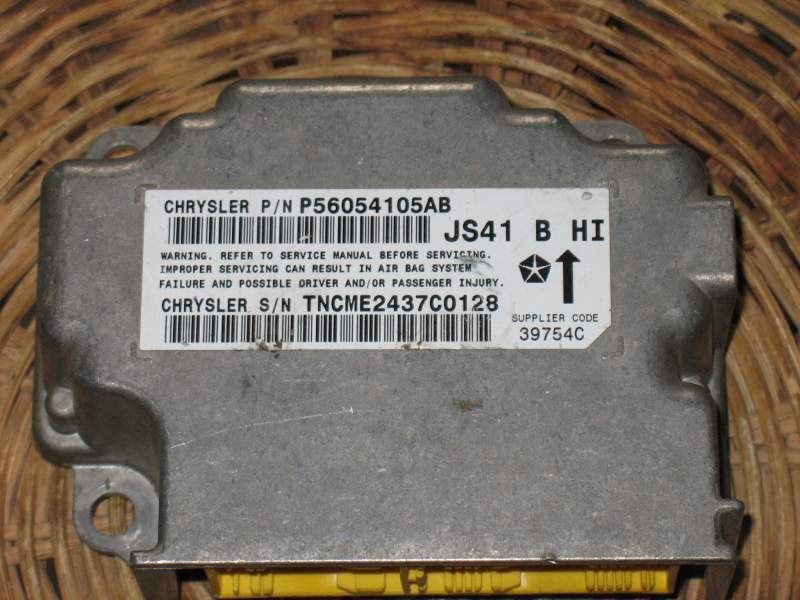 CHRYSLER P/N P56054105AB
JS41 B HI
WARNING. REFER TO SERVICE MANUAL BEFORE SERVICING.
IMPROPER SERVICING CAN RESULT IN AIR BAG SYSTEM
FAILURE AND POSSIBLE DRIVER AND/OR PASSENGER INJURY.
CHRYSLER S/N TNCME2437C0128
SUPPLIER CODE
39754C